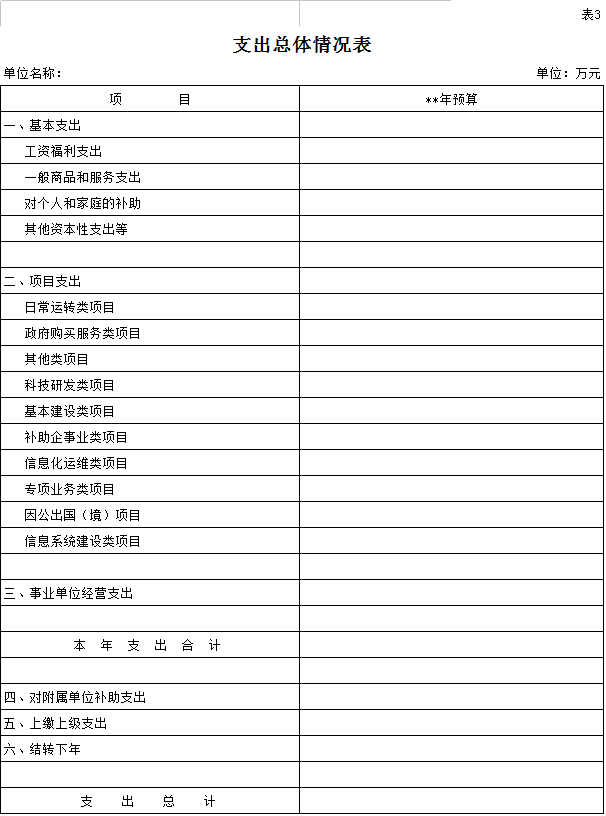 表3
支出总体情况表
单位名称： 单位：万元
项 目 **年预算
一、基本支出
工资福利支出
一般商品和服务支出
对个人和家庭的补助
其他资本性支出等
二、项目支出
日常运转类项目
政府购买服务类项目
其他类项目
科技研发类项目
基本建设类项目
补助企事业类项目
信息化运维类项目
专项业务类项目
因公出国（境）项目
信息系统建设类项目
三、事业单位经营支出
本 年 支 出 合 计
四、对附属单位补助支出
五、上缴上级支出
六、结转下年
支 出 总 计